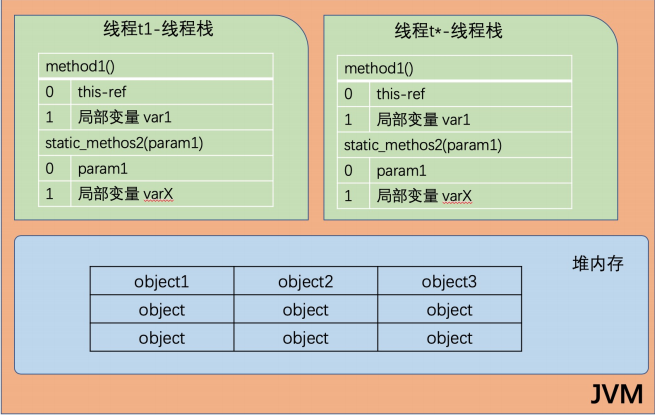 线程t1-线程栈
method1()
0 this-ref
1 局部变量 var1
static_methos2(param1)
0 param1
1 局部变量 varX
线程t*-线程栈
method1()
0 this-ref
1 局部变量 var1
static_methos2(param1)
0 param1
1 局部变量 varX
堆内存
object1 object2 object3
object object object
object object object
JVM